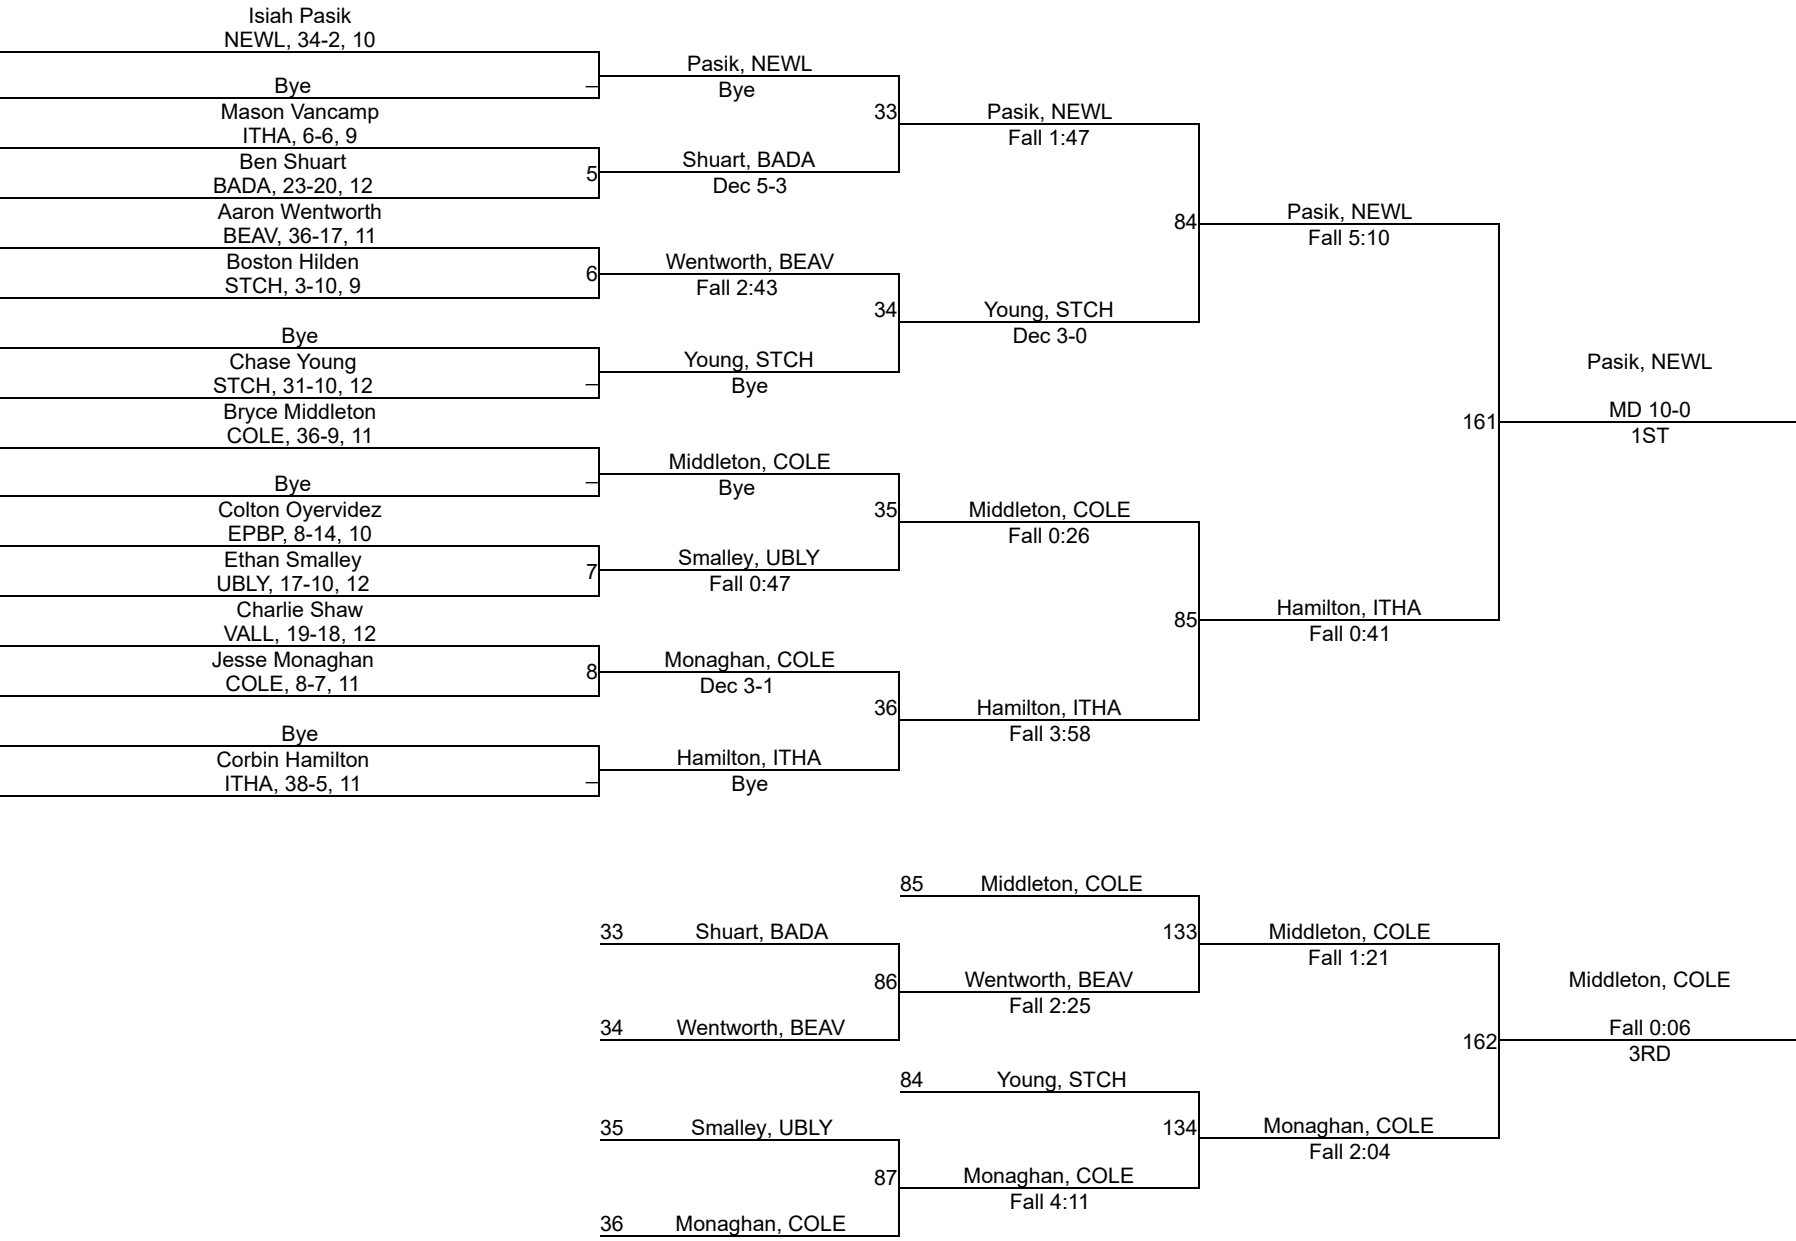 Isiah Pasik
NEWL, 34-2, 10
Bye
Mason Vancamp
ITHA, 6-6, 9
Ben Shuart
BADA, 23-20, 12
Aaron Wentworth
BEAV, 36-17, 11
Boston Hilden
STCH, 3-10, 9
Bye
Chase Young
STCH, 31-10, 12
Bryce Middleton
COLE, 36-9, 11
Bye
Colton Oyervidez
EPBP, 8-14, 10
Ethan Smalley
UBLY, 17-10, 12
Charlie Shaw
VALL, 19-18, 12
Jesse Monaghan
COLE, 8-7, 11
Bye
Corbin Hamilton
ITHA, 38-5, 11
–
5
6
–
–
7
8
–
Pasik, NEWL
Bye
Shuart, BADA
Dec 5-3
Wentworth, BEAV
Fall 2:43
Young, STCH
Bye
Middleton, COLE
Bye
Smalley, UBLY
Fall 0:47
Monaghan, COLE
Dec 3-1
Hamilton, ITHA
Bye
33
34
35
36
Pasik, NEWL
Fall 1:47
Young, STCH
Dec 3-0
Middleton, COLE
Fall 0:26
Hamilton, ITHA
Fall 3:58
84
85
Pasik, NEWL
Fall 5:10
Hamilton, ITHA
Fall 0:41
161
Pasik, NEWL
MD 10-0
1ST
33 Shuart, BADA
34 Wentworth, BEAV
35 Smalley, UBLY
36 Monaghan, COLE
86
87
85 Middleton, COLE
Wentworth, BEAV
Fall 2:25
84 Young, STCH
Monaghan, COLE
Fall 4:11
133
134
Middleton, COLE
Fall 1:21
Monaghan, COLE
Fall 2:04
162
Middleton, COLE
Fall 0:06
3RD